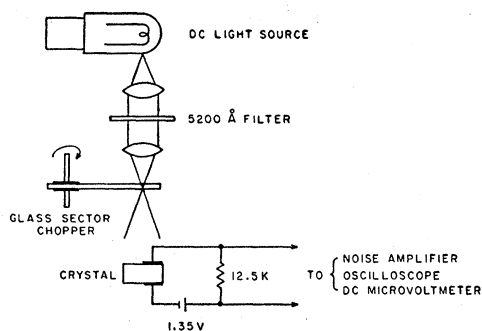 DC LIGHT SOURCE
5200 Å FILTER
GLASS SECTOR
CHOPPER
CRYSTAL
12.5K
1.35V
TO
NOISE AMPLIFIER
OSCILLOSCOPE
DC MICROVOLTMETER